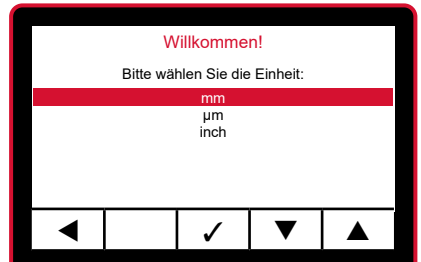 Willkommen!
Bitte wählen Sie die Einheit:
mm
µm
inch